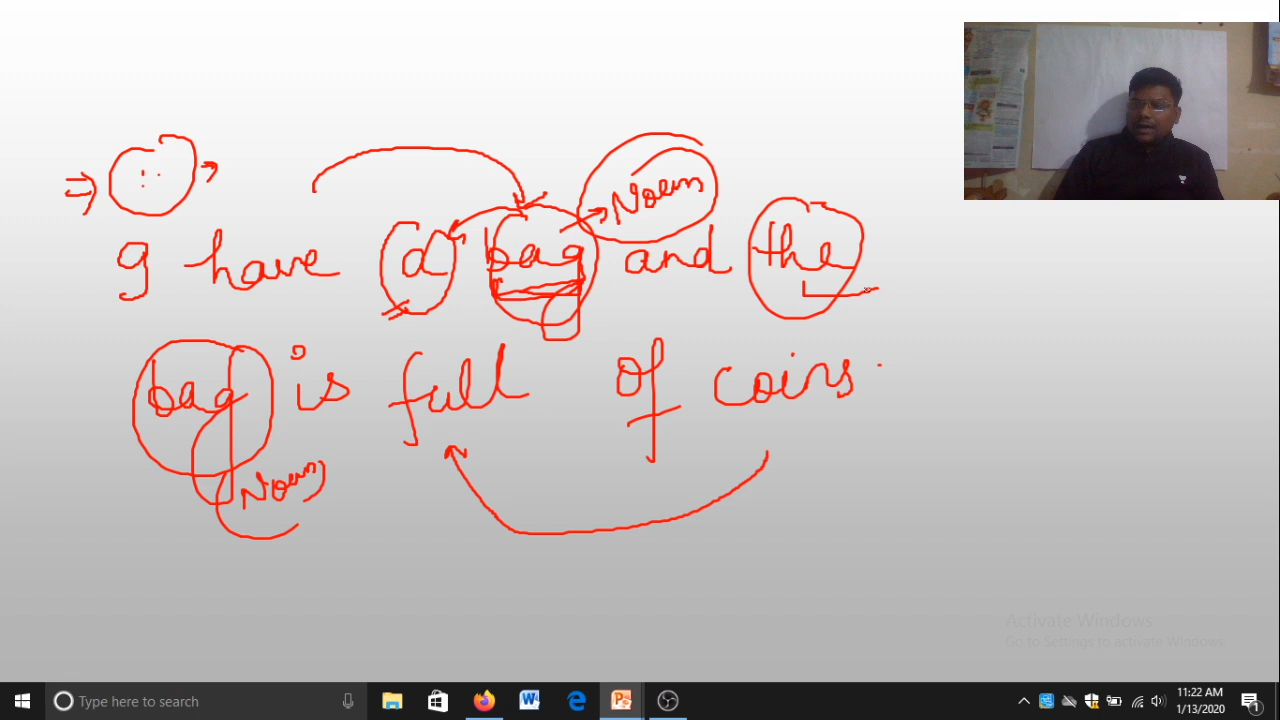 Noun
I have a bag and the
bag is full of coins.
Noun
Activate Windows
Go to Settings to activate Windows.
Type here to search
11:22 AM
1/13/2020